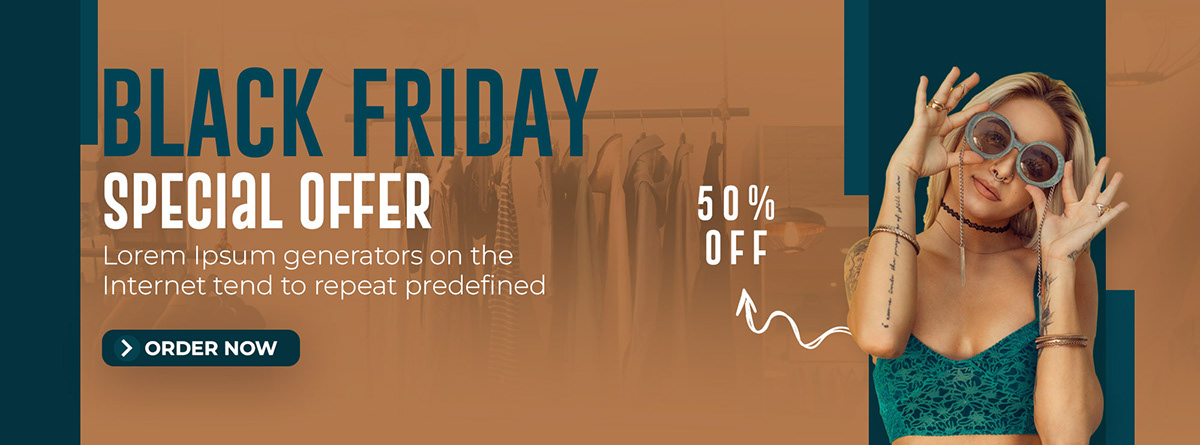 BLACK FRIDAY
SPECIaL OFFER
Lorem Ipsum generators on the
Internet tend to repeat predefined
ORDER NOW
50%
OFF